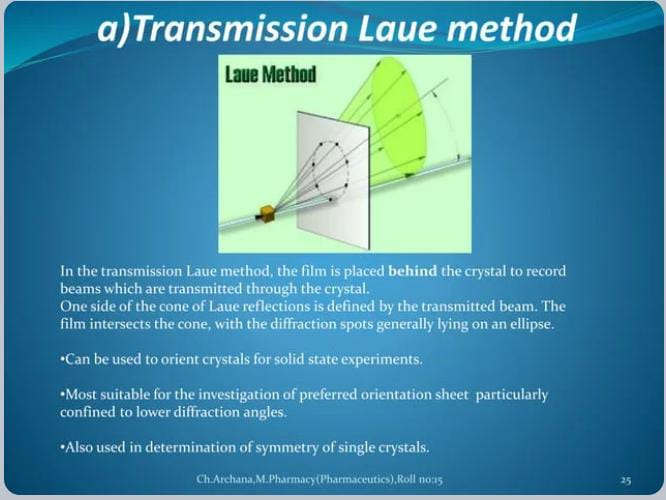 a)Transmission Laue method
Laue Method
In the transmission Laue method, the film is placed behind the crystal to record
beams which are transmitted through the crystal.
One side of the cone of Laue reflections is defined by the transmitted beam. The
film intersects the cone, with the diffraction spots generally lying on an ellipse.
•Can be used to orient crystals for solid state experiments.
•Most suitable for the investigation of preferred orientation sheet  particularly
confined to lower diffraction angles.
•Also used in determination of symmetry of single crystals.
Ch.Archana,M.Pharmacy(Pharmaceutics),Roll no:15
25